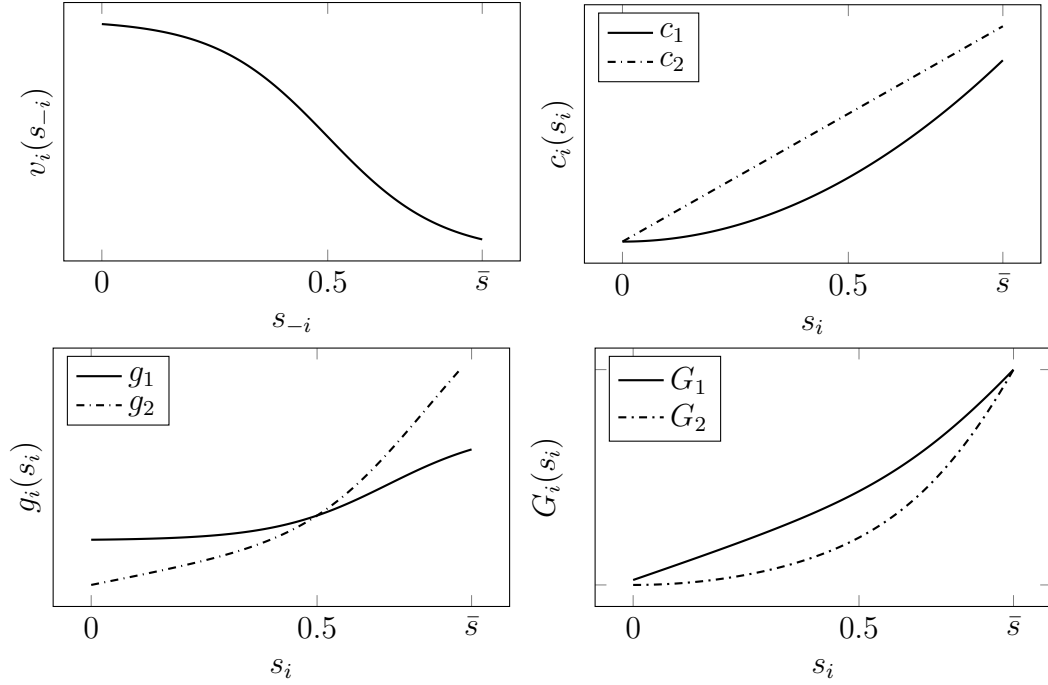 v_i(s_{-i})
0 0.5 s̄
s_{-i}
c_1
c_2
c_i(s_i)
0 0.5 s̄
s_i
g_1
g_2
g_i(s_i)
0 0.5 s̄
s_i
G_1
G_2
G_i(s_i)
0 0.5 s̄
s_i